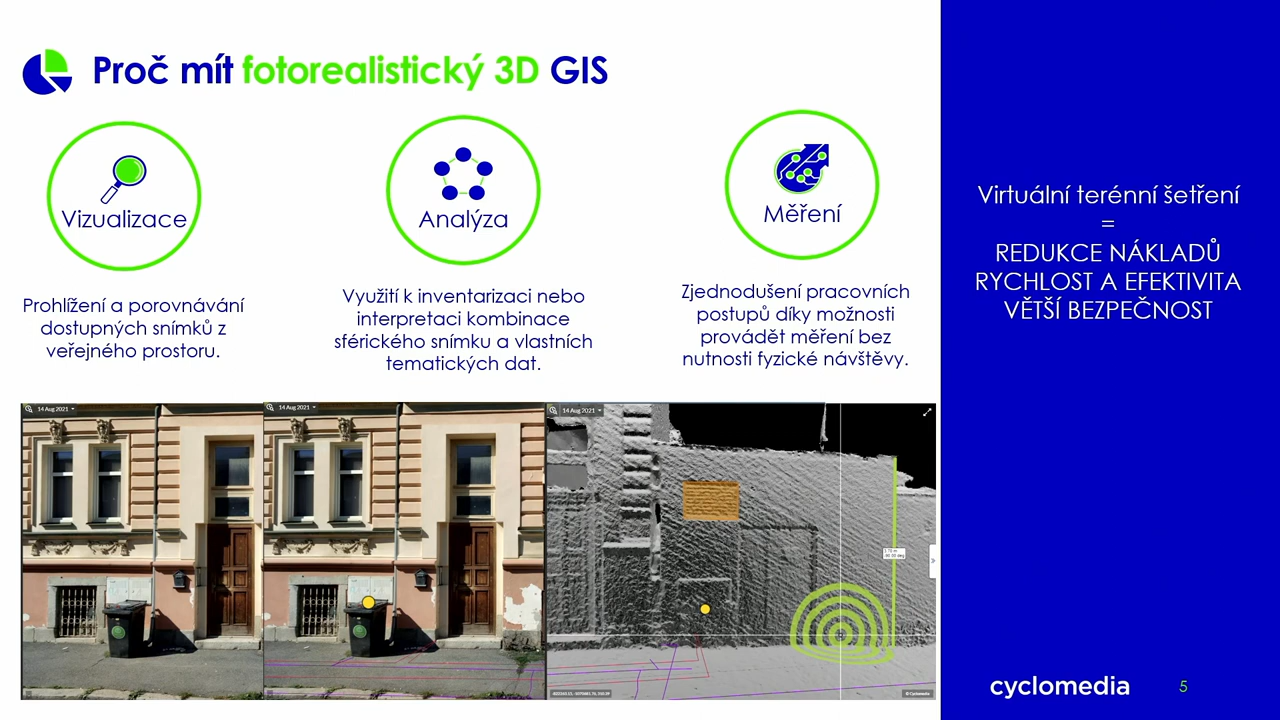 Proč mít fotorealistický 3D GIS
Vizualizace
Analýza
Měření
Prohlížení a porovnávání
dostupných snímků z
veřejného prostoru.
Využití k inventarizaci nebo
interpretaci kombinace
sférického snímku a vlastních
tematických dat.
Zjednodušení pracovních
postupů díky možnosti
provádět měření bez
nutnosti fyzické návštěvy.
14 Aug 2021
14 Aug 2021
14 Aug 2021
© Cyclomedia
Virtuální terénní šetření
=
REDUKCE NÁKLADŮ
RYCHLOST A EFEKTIVITA
VĚTŠÍ BEZPEČNOST
cyclomedia
5